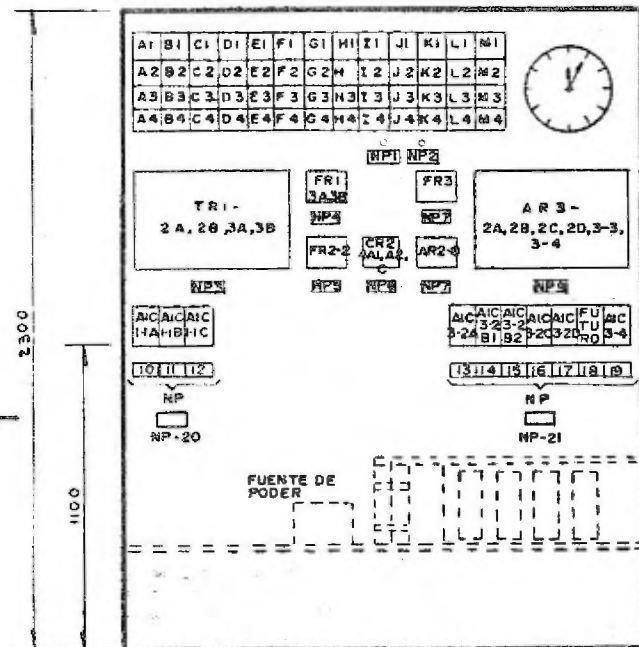 A1 B1 C1 D1 E1 F1 G1 H1 I1 J1 K1 L1 M1
A2 B2 C2 D2 E2 F2 G2 H I2 J2 K2 L2 M2
A3 B3 C3 D3 E3 F3 G3 H3 I3 J3 K3 L3 M3
A4 B4 C4 D4 E4 F4 G4 H4 I4 J4 K4 L4 M4
NP1 NP2
TR1-
2A, 2B, 3A, 3B
FR1
3A3B
FR3
AR3-
2A, 2B, 2C, 2D, 3-3,
3-4
NP4
NP7
FR2-2
CR2
AR2-
NP3
NP5
NP6
NP7
AIC
1-1A
AIC
1-1B
AIC
1-1C
AIC
3-2A
AIC
3-2
B1
AIC
3-2
B2
AIC
3-2C
AIC
3-2D
FU
TU
RO
AIC
3-4
10 11 12
13 14 15 16 17 18 19
NP
NP
NP-20
NP-21
FUENTE DE
PODER
2300
1100